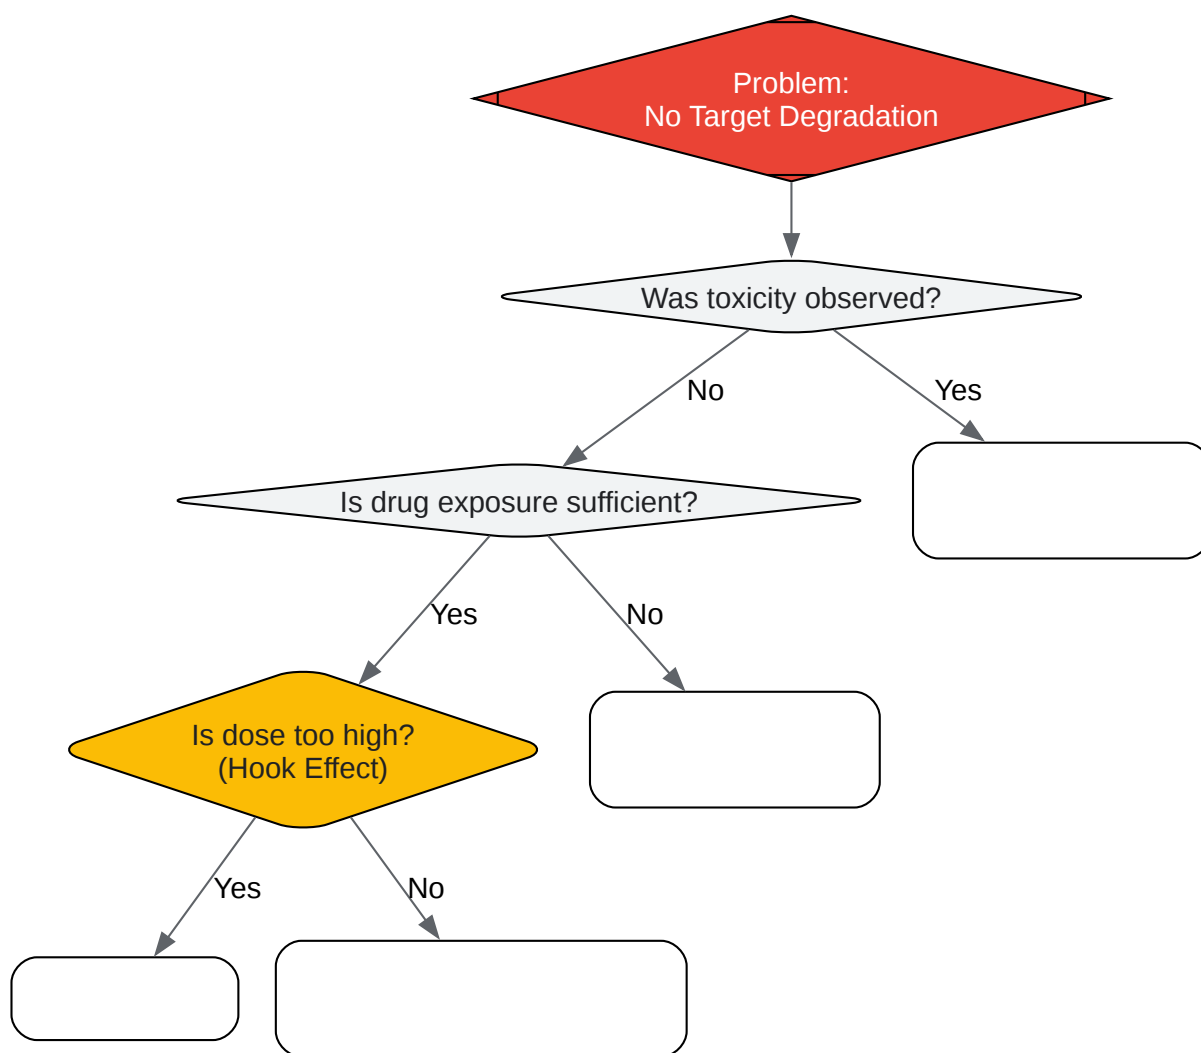 Problem:
No Target Degradation
Was toxicity observed?
No
Yes
Is drug exposure sufficient?
Yes
No
Is dose too high?
(Hook Effect)
Yes
No